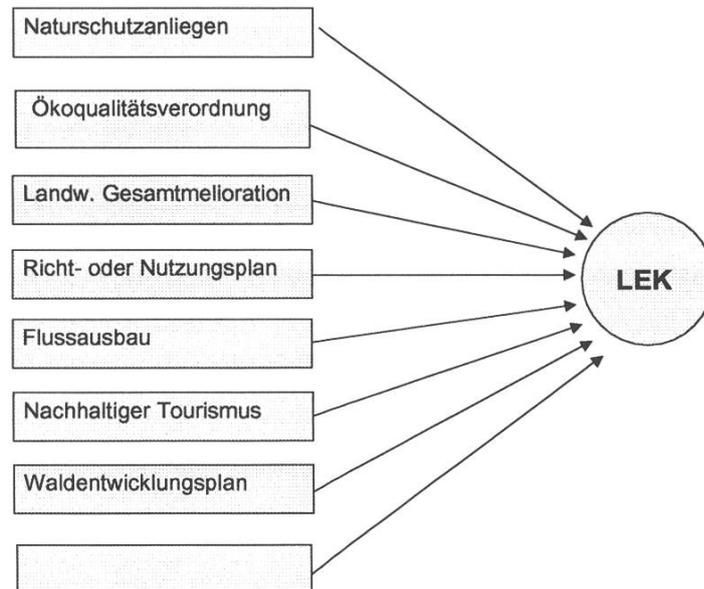 Naturschutzanliegen
Ökoqualitätsverordnung
Landw. Gesamtmelioration
Richt- oder Nutzungsplan
Flussausbau
Nachhaltiger Tourismus
Waldentwicklungsplan
LEK